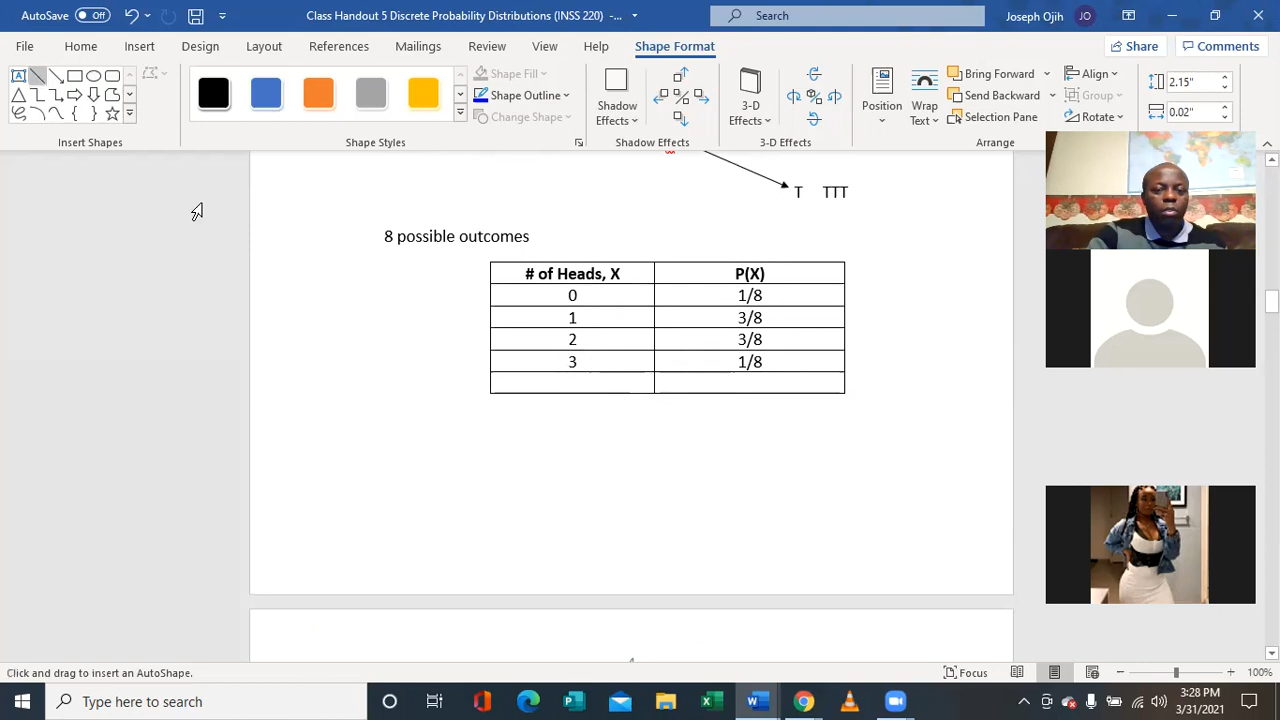 AutoSave Off Class Handout 5 Discrete Probability Distributions (INSS 220) -... Search Joseph Ojih JO
File Home Insert Design Layout References Mailings Review View Help Shape Format Share Comments
Shape Fill
Shape Outline
Change Shape
Shadow Effects
3-D Effects
Position
Wrap Text
Bring Forward
Send Backward
Selection Pane
Align
Group
Rotate
2.15"
0.02"
Insert Shapes Shape Styles Shadow Effects 3-D Effects Arrange
T TTT
8 possible outcomes
# of Heads, X P(X)
0 1/8
1 3/8
2 3/8
3 1/8
Click and drag to insert an AutoShape. Focus 100%
Type here to search
3:28 PM
3/31/2021